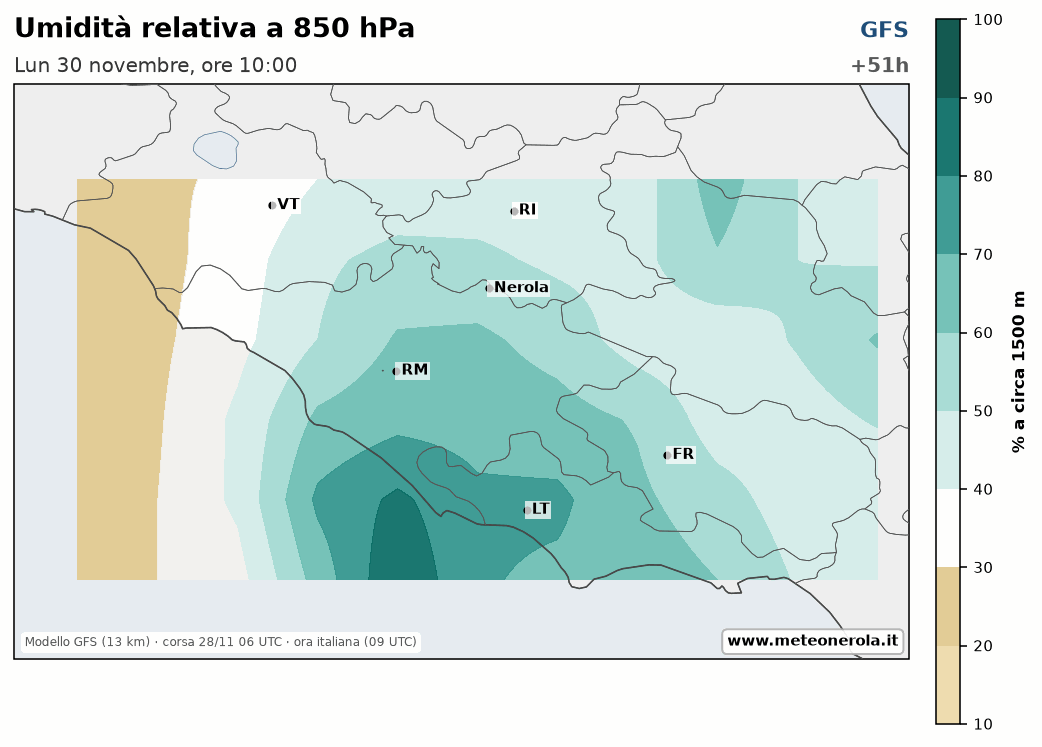 Umidità relativa a 850 hPa
GFS
Lun 30 novembre, ore 10:00
+51h
VT
RI
Nerola
RM
FR
LT
Modello GFS (13 km) · corsa 28/11 06 UTC · ora italiana (09 UTC)
www.meteonerola.it
100
90
80
70
60
50
40
30
20
10
% a circa 1500 m